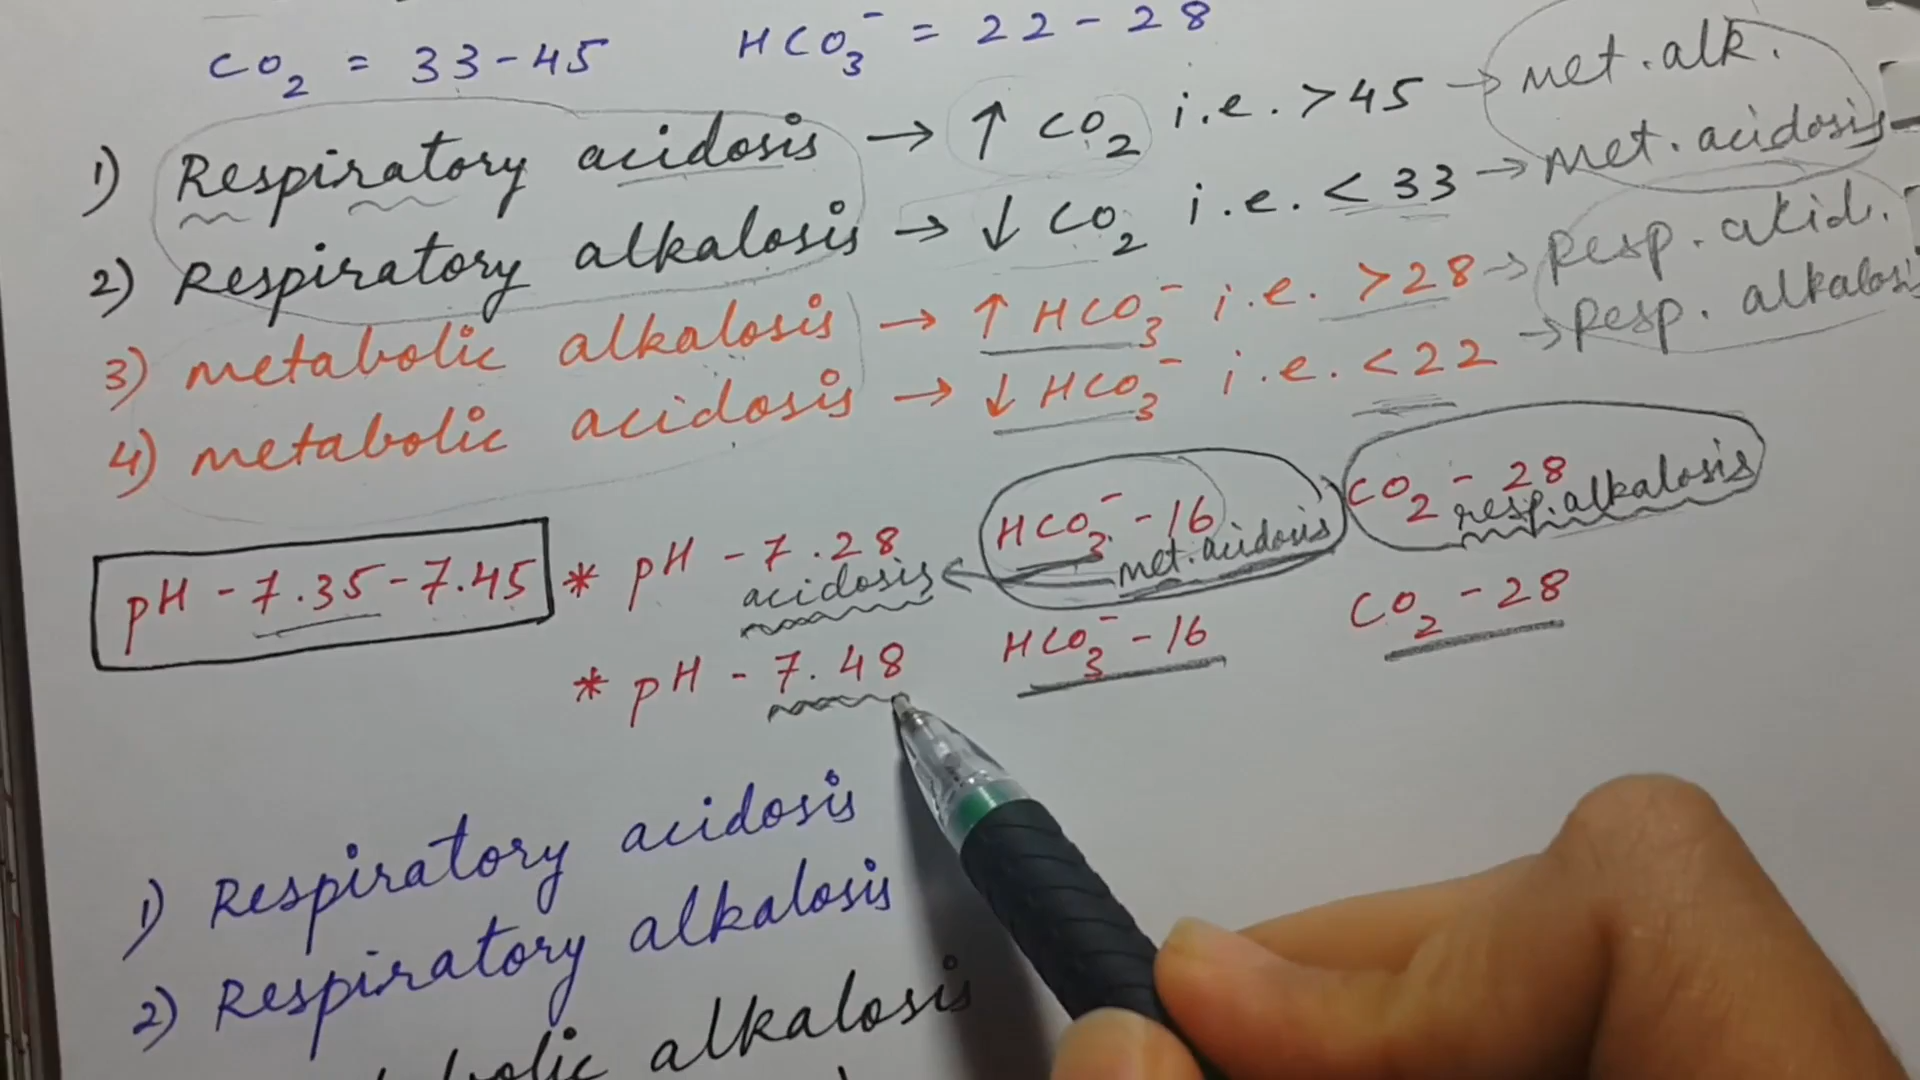 CO₂ = 33-45 HCO₃⁻ = 22-28
1) Respiratory acidosis → ↑ CO₂ i.e. >45 → met. alk.
2) Respiratory alkalosis → ↓ CO₂ i.e. < 33 → met. acidosis
3) metabolic alkalosis → ↑ HCO₃⁻ i.e. >28 → Resp. acid.
4) metabolic acidosis → ↓ HCO₃⁻ i.e. <22 → Resp. alkalosis
pH - 7.35-7.45 * pH - 7.28 HCO₃⁻ - 16 CO₂ - 28
acidosis ← met. acidosis resp. alkalosis
* pH - 7.48 HCO₃⁻ - 16 CO₂ - 28
1) Respiratory acidosis
2) Respiratory alkalosis
alkalosis